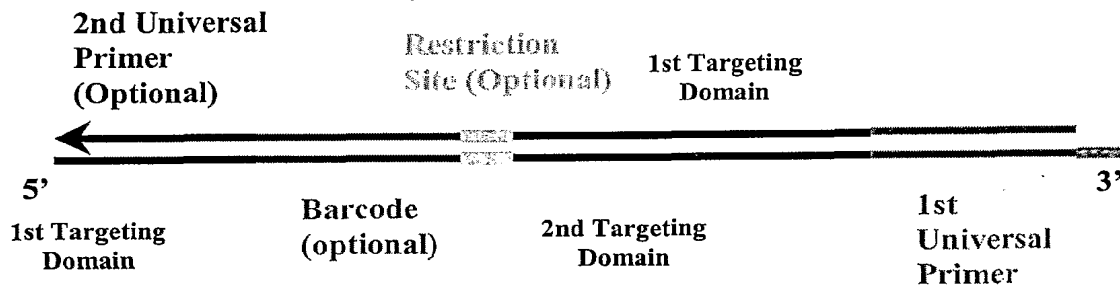 2nd Universal
Primer
(Optional)
Restriction
Site (Optional)
1st Targeting
Domain
5’
3’
1st Targeting
Domain
Barcode
(optional)
2nd Targeting
Domain
1st
Universal
Primer